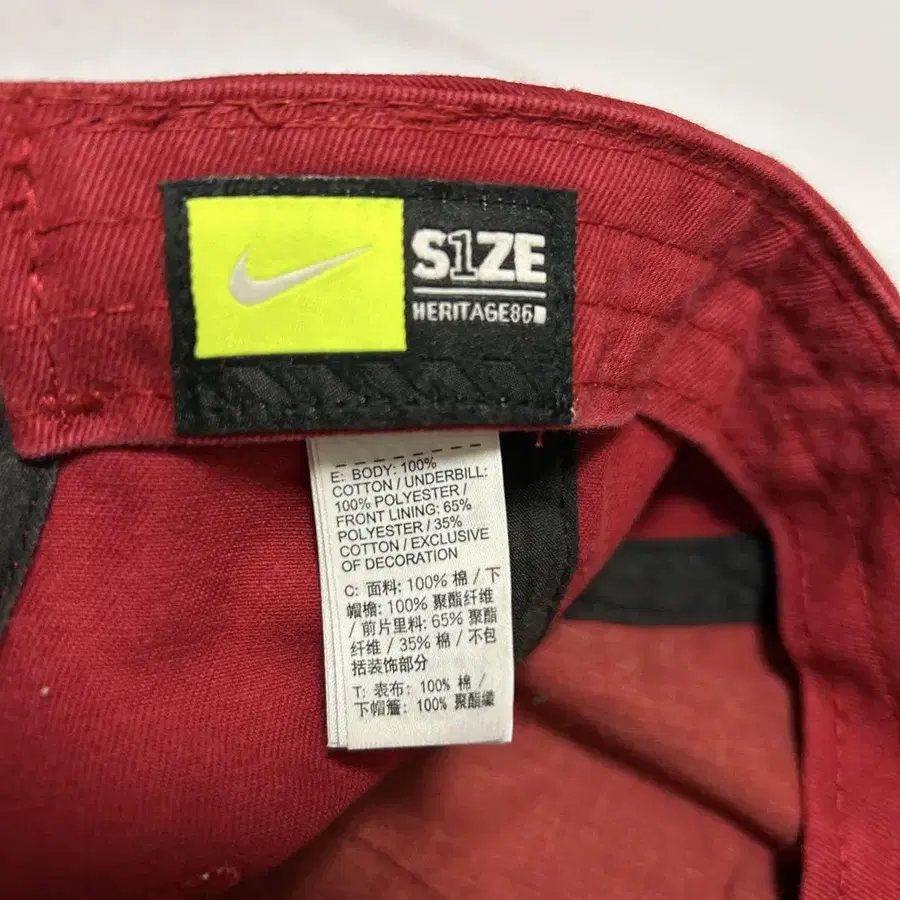 S1ZE
HERITAGE86
E: BODY: 100%
COTTON / UNDERBILL:
100% POLYESTER /
FRONT LINING: 65%
POLYESTER / 35%
COTTON / EXCLUSIVE
OF DECORATION
C: 面料: 100% 棉 / 下
帽檐: 100% 聚酯纤维
/ 前片里料: 65% 聚酯
纤维 / 35% 棉 / 不包
括装饰部分
T: 表布: 100% 棉 /
下帽簷: 100% 聚酯纖